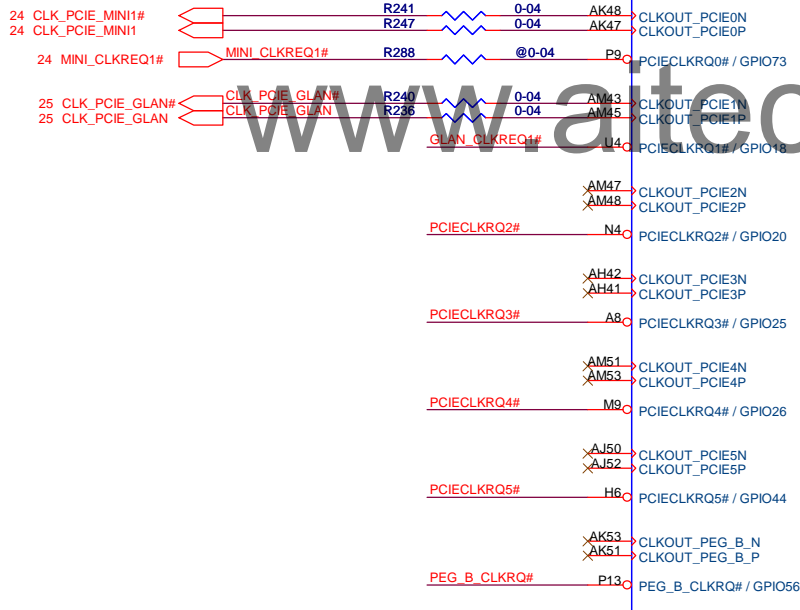 24 CLK_PCIE_MINI1# R241 0-04 AK48 CLKOUT_PCIE0N
24 CLK_PCIE_MINI1 R247 0-04 AK47 CLKOUT_PCIE0P
24 MINI_CLKREQ1# MINI_CLKREQ1# R288 @0-04 P9 PCIECLKRQ0# / GPIO73
25 CLK_PCIE_GLAN# CLK_PCIE_GLAN# R240 0-04 AM43 CLKOUT_PCIE1N
25 CLK_PCIE_GLAN CLK_PCIE_GLAN R236 0-04 AM45 CLKOUT_PCIE1P
www.aitec
GLAN_CLKREQ1# U4 PCIECLKRQ1# / GPIO18
AM47 CLKOUT_PCIE2N
AM48 CLKOUT_PCIE2P
PCIECLKRQ2# N4 PCIECLKRQ2# / GPIO20
AH42 CLKOUT_PCIE3N
AH41 CLKOUT_PCIE3P
PCIECLKRQ3# A8 PCIECLKRQ3# / GPIO25
AM51 CLKOUT_PCIE4N
AM53 CLKOUT_PCIE4P
PCIECLKRQ4# M9 PCIECLKRQ4# / GPIO26
AJ50 CLKOUT_PCIE5N
AJ52 CLKOUT_PCIE5P
PCIECLKRQ5# H6 PCIECLKRQ5# / GPIO44
AK53 CLKOUT_PEG_B_N
AK51 CLKOUT_PEG_B_P
PEG_B_CLKRQ# P13 PEG_B_CLKRQ# / GPIO56